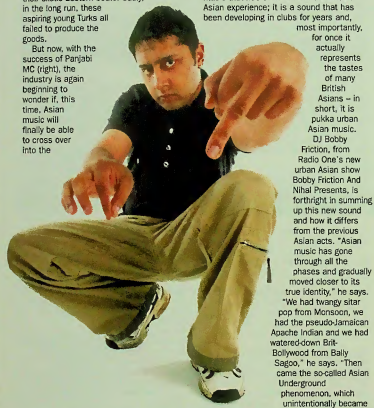 in the long run, these
aspiring young Turks all
failed to produce the
goods.
But now, with the
success of Panjabi
MC (right), the
industry is again
beginning to
wonder if, this
time, Asian
music will
finally be able
to cross over
into the
Asian experience; it is a sound that has
been developing in clubs for years and,
most importantly,
for once it
actually
represents
the tastes
of many
British
Asians – in
short, it is
pukka urban
Asian music.
DJ Bobby
Friction, from
Radio One's new
urban Asian show
Bobby Friction And
Nihal Presents, is
forthright in summing
up this new sound
and how it differs
from the previous
Asian acts. "Asian
music has gone
through all the
phases and gradually
moved closer to its
true identity," he says.
"We had twangy sitar
pop from Monsoon, we
had the pseudo-Jamaican
Apache Indian and we had
watered-down Brit-
Bollywood from Bally
Sagoo," he says. "Then
came the so-called Asian
Underground
phenomenon, which
unintentionally became